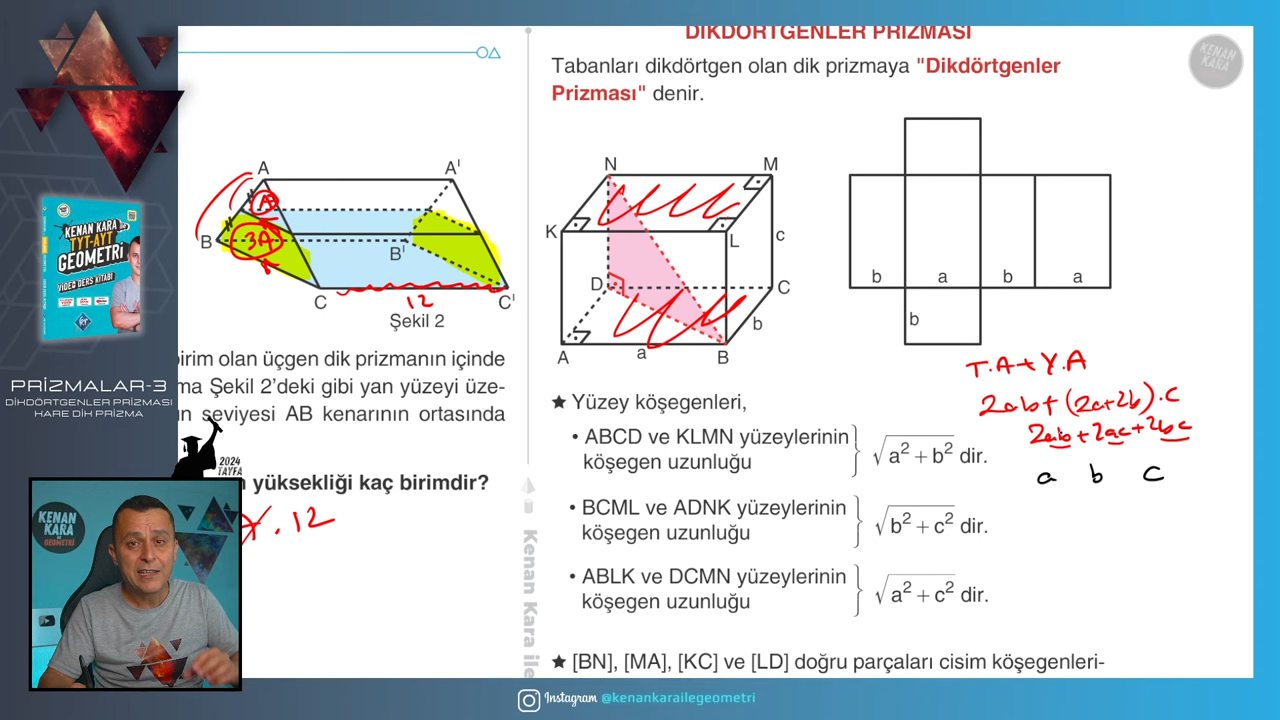 KENAN KARA
TYT-AYT
GEOMETRİ
VİDEO DERS KİTABI
PRİZMALAR-3
DİKDÖRTGENLER PRİZMASI
KARE DİK PRİZMA
2024
TAYFA
KENAN
KARA
GEOMETRİ
A
A'
A
B
3A
B'
C
12
C'
Şekil 2
birim olan üçgen dik prizmanın içinde
ma Şekil 2'deki gibi yan yüzeyi üze-
ın seviyesi AB kenarının ortasında
n yüksekliği kaç birimdir?
. 12
DİKDÖRTGENLER PRİZMASI
KENAN
KARA
Tabanları dikdörtgen olan dik prizmaya "Dikdörtgenler
Prizması" denir.
N
M
K
L
c
D
C
b
A
a
B
b
a
b
a
b
T.A+Y.A
2ab+(2a+2b).c
2ab+2ac+2bc
a b c
★ Yüzey köşegenleri,
• ABCD ve KLMN yüzeylerinin
köşegen uzunluğu
√a² + b² dir.
• BCML ve ADNK yüzeylerinin
köşegen uzunluğu
√b² + c² dir.
• ABLK ve DCMN yüzeylerinin
köşegen uzunluğu
√a² + c² dir.
★ [BN], [MA], [KC] ve [LD] doğru parçaları cisim köşegenleri-
Kenan Kara ile
Instagram @kenankarailegeometri